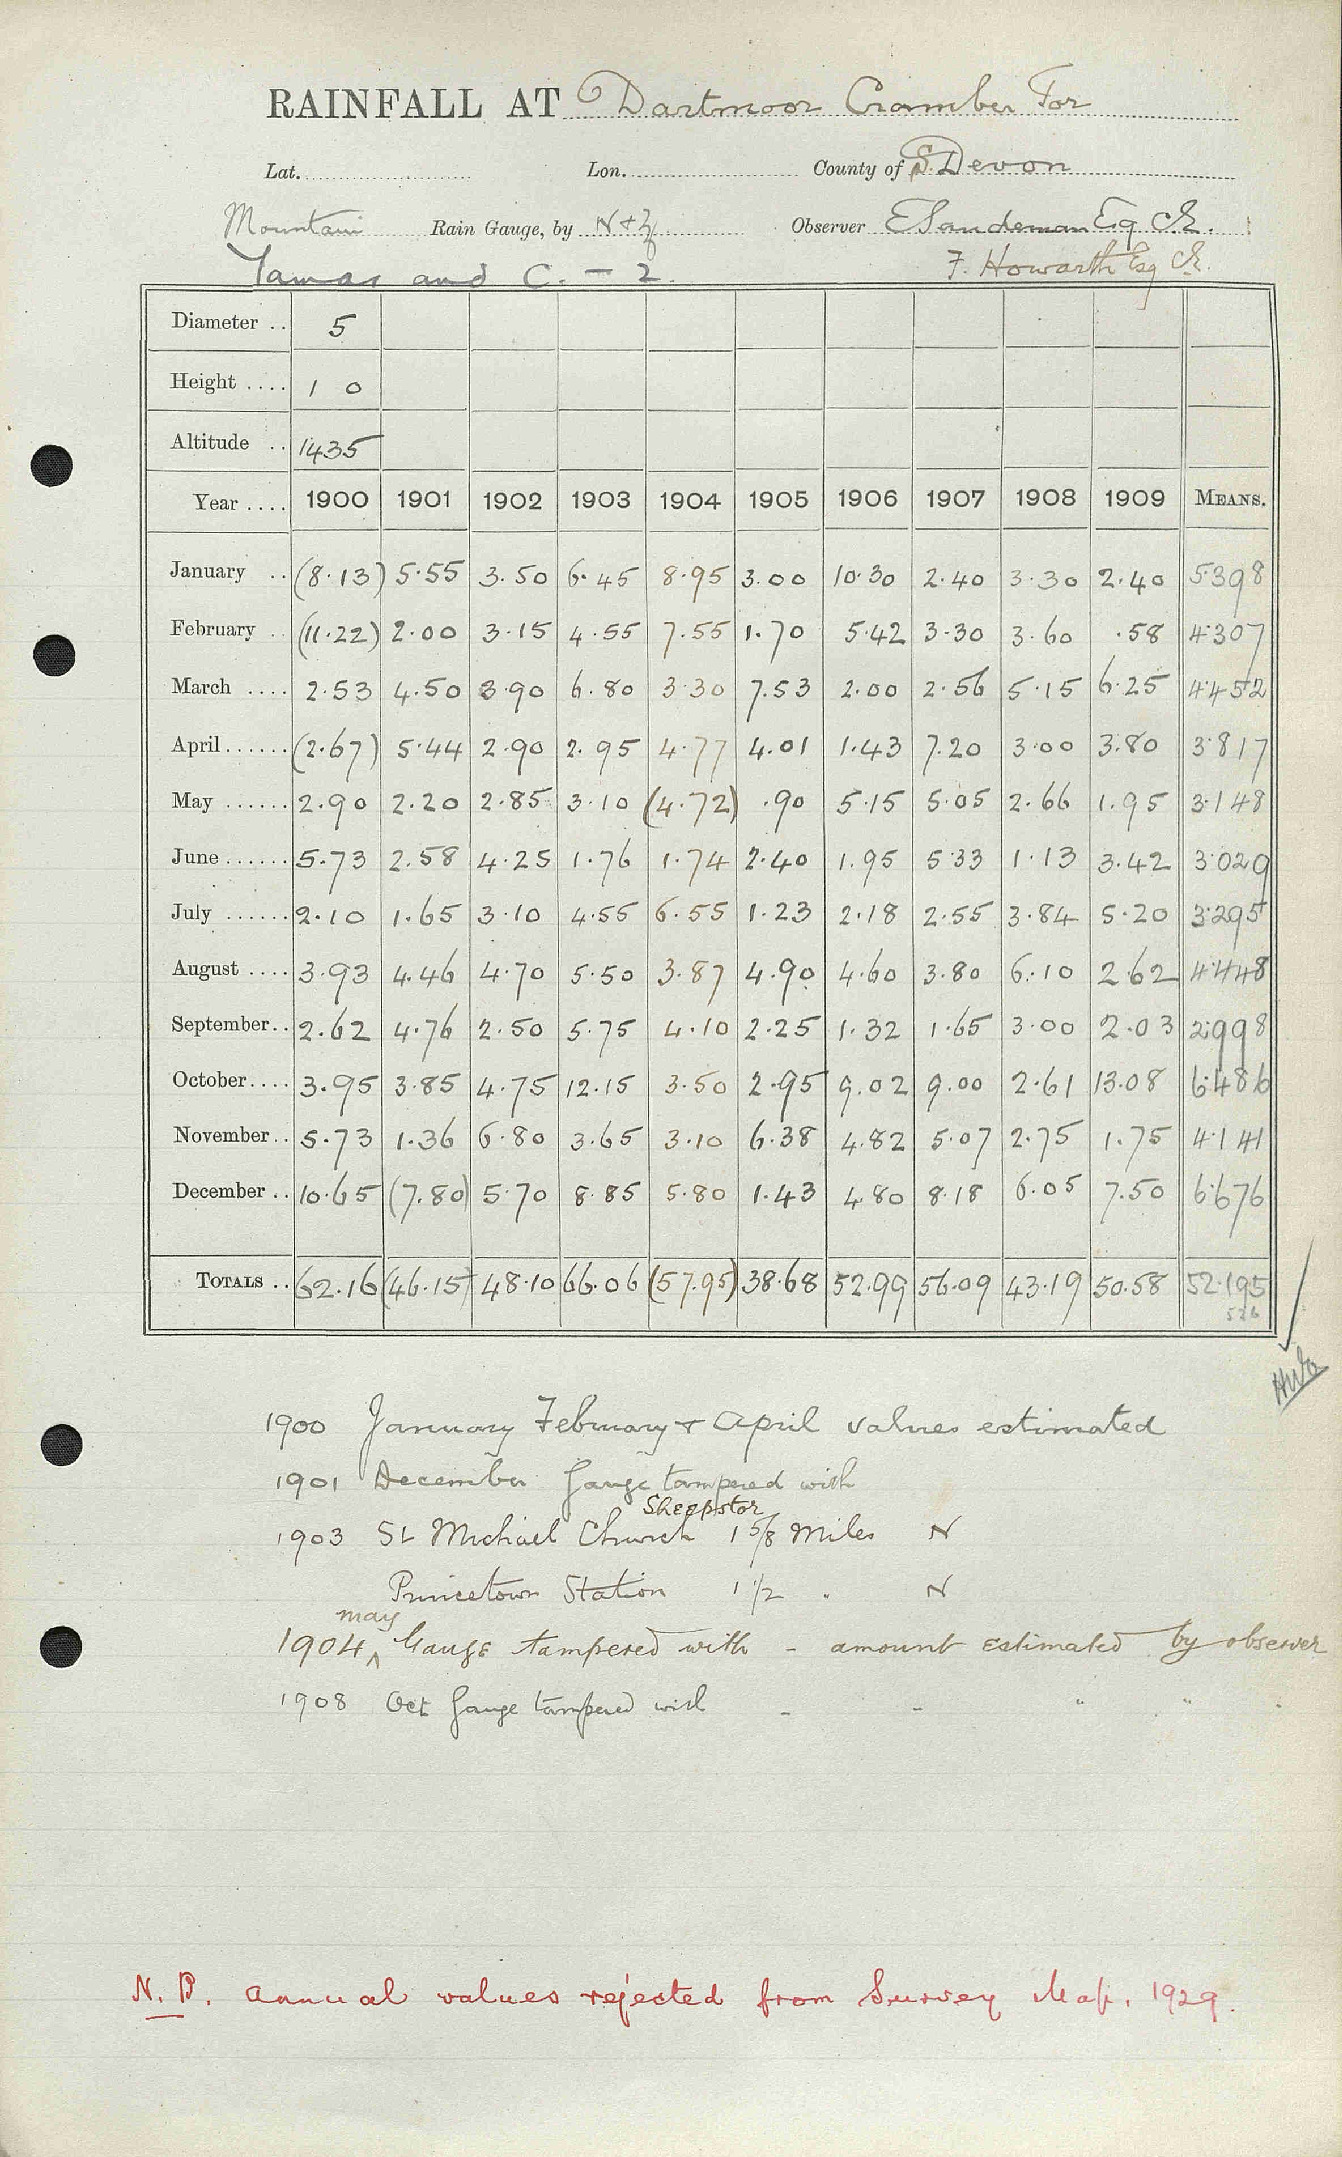 RAINFALL AT Dartmoor Cramber Tor
Lat. Lon. County of S. Devon
Mountain Rain Gauge, by N+Z Observer E Sandeman Esq C.E.
and C. - 2 F. Howarth Esq C.E.
Diameter .. 5
Height .... 1 0
Altitude .. 1435
Year .... 1900 1901 1902 1903 1904 1905 1906 1907 1908 1909 MEANS.
January .. (8.13) 5.55 3.50 6.45 8.95 3.00 10.30 2.40 3.30 2.40 5.398
February .. (11.22) 2.00 3.15 4.55 7.55 1.70 5.42 3.30 3.60 .58 4.307
March .... 2.53 4.50 3.90 6.80 3.30 7.53 2.00 2.56 5.15 6.25 4.452
April ...... (2.67) 5.44 2.90 2.95 4.77 4.01 1.43 7.20 3.00 3.80 3.817
May ...... 2.90 2.20 2.85 3.10 (4.72) .90 5.15 5.05 2.66 1.95 3.148
June ...... 5.73 2.58 4.25 1.76 1.74 2.40 1.95 5.33 1.13 3.42 3.029
July ...... 2.10 1.65 3.10 4.55 6.55 1.23 2.18 2.55 3.84 5.20 3.295
August .... 3.93 4.46 4.70 5.50 3.87 4.90 4.60 3.80 6.10 2.62 4.448
September.. 2.62 4.76 2.50 5.75 4.10 2.25 1.32 1.65 3.00 2.03 2.998
October.... 3.95 3.85 4.75 12.15 3.50 2.95 9.02 9.00 2.61 13.08 6.486
November.. 5.73 1.36 6.80 3.65 3.10 6.38 4.82 5.07 2.75 1.75 4.141
December .. 10.65 (7.80) 5.70 8.85 5.80 1.43 4.80 8.18 6.05 7.50 6.676
TOTALS .. 62.16 (46.15) 48.10 66.06 (57.95) 38.68 52.99 56.09 43.19 50.58 52.195
526
1900 January February & April values estimated
1901 December Gauge tampered with
Sheepstor
1903 St Michael Church 1 5/8 Miles N
Princetown Station 1 1/2 " N
may
1904 ^ Gauge tampered with - amount estimated by observer
1908 Oct Gauge tampered with - - " " "
N. B. annual values rejected from Survey Map. 1929.